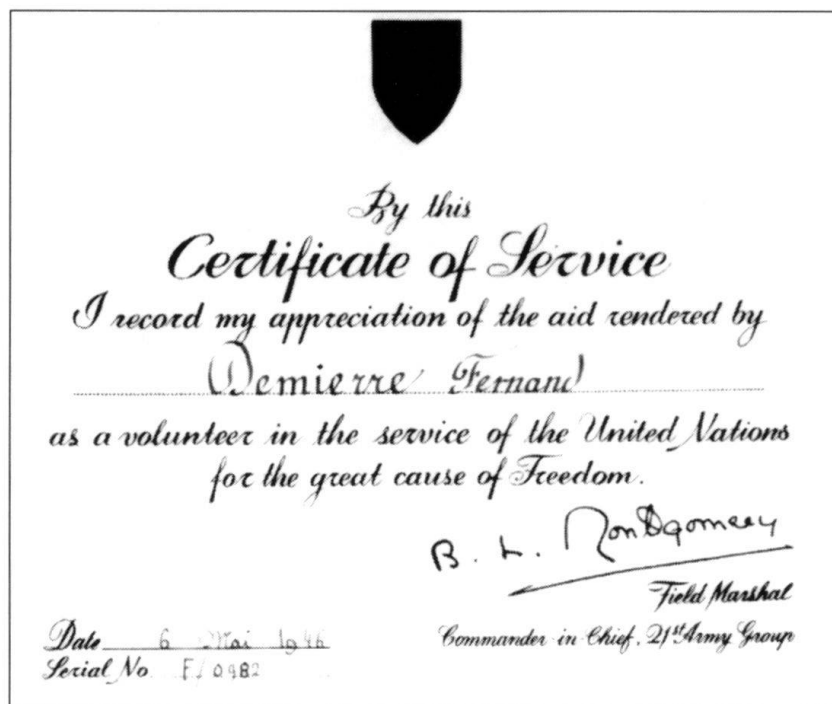 By this
Certificate of Service
I record my appreciation of the aid rendered by
Demierre Fernand
as a volunteer in the service of the United Nations
for the great cause of Freedom.
B. L. Montgomery
Field Marshal
Commander in Chief, 21st Army Group
Date 6 Mai 1946
Serial No F/0982